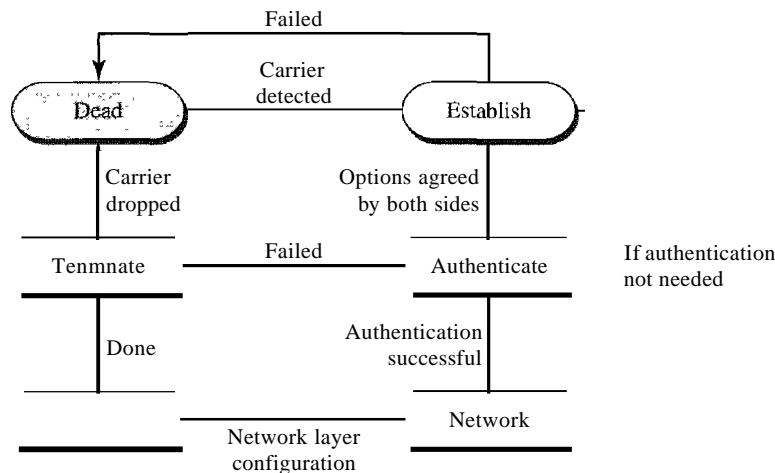 Failed
Carrier
detected
Dead
Establish
Carrier
dropped
Options agreed
by both sides
Failed
Tenmnate
Authenticate
If authentication
not needed
Done
Authentication
successful
Network
Network layer
configuration